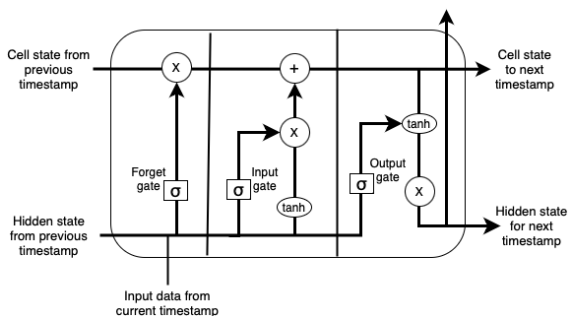 Cell state from
previous
timestamp
x
+
Cell state
to next
timestamp
x
tanh
Forget
gate
σ
Input
gate
σ
Output
gate
σ
x
tanh
Hidden state
from previous
timestamp
Hidden state
for next
timestamp
Input data from
current timestamp